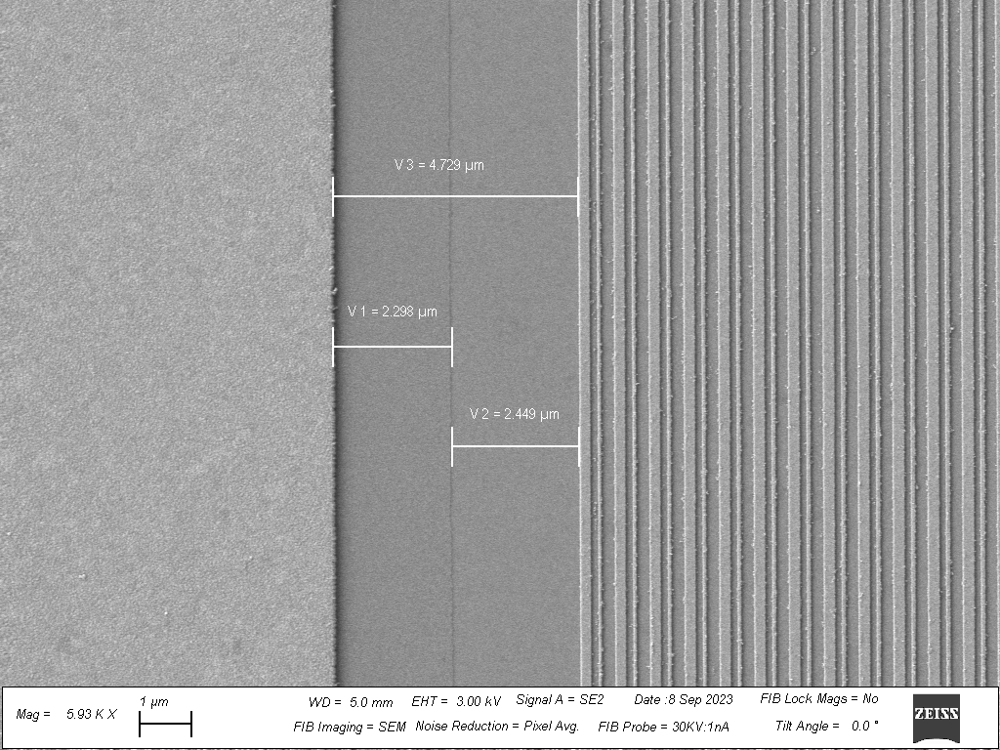 V 3 = 4.729 µm
V 1 = 2.298 µm
V 2 = 2.449 µm
Mag = 5.93 K X
1 µm
WD = 5.0 mm EHT = 3.00 kV Signal A = SE2 Date :8 Sep 2023 FIB Lock Mags = No
FIB Imaging = SEM Noise Reduction = Pixel Avg. FIB Probe = 30KV:1nA Tilt Angle = 0.0 °
ZEISS